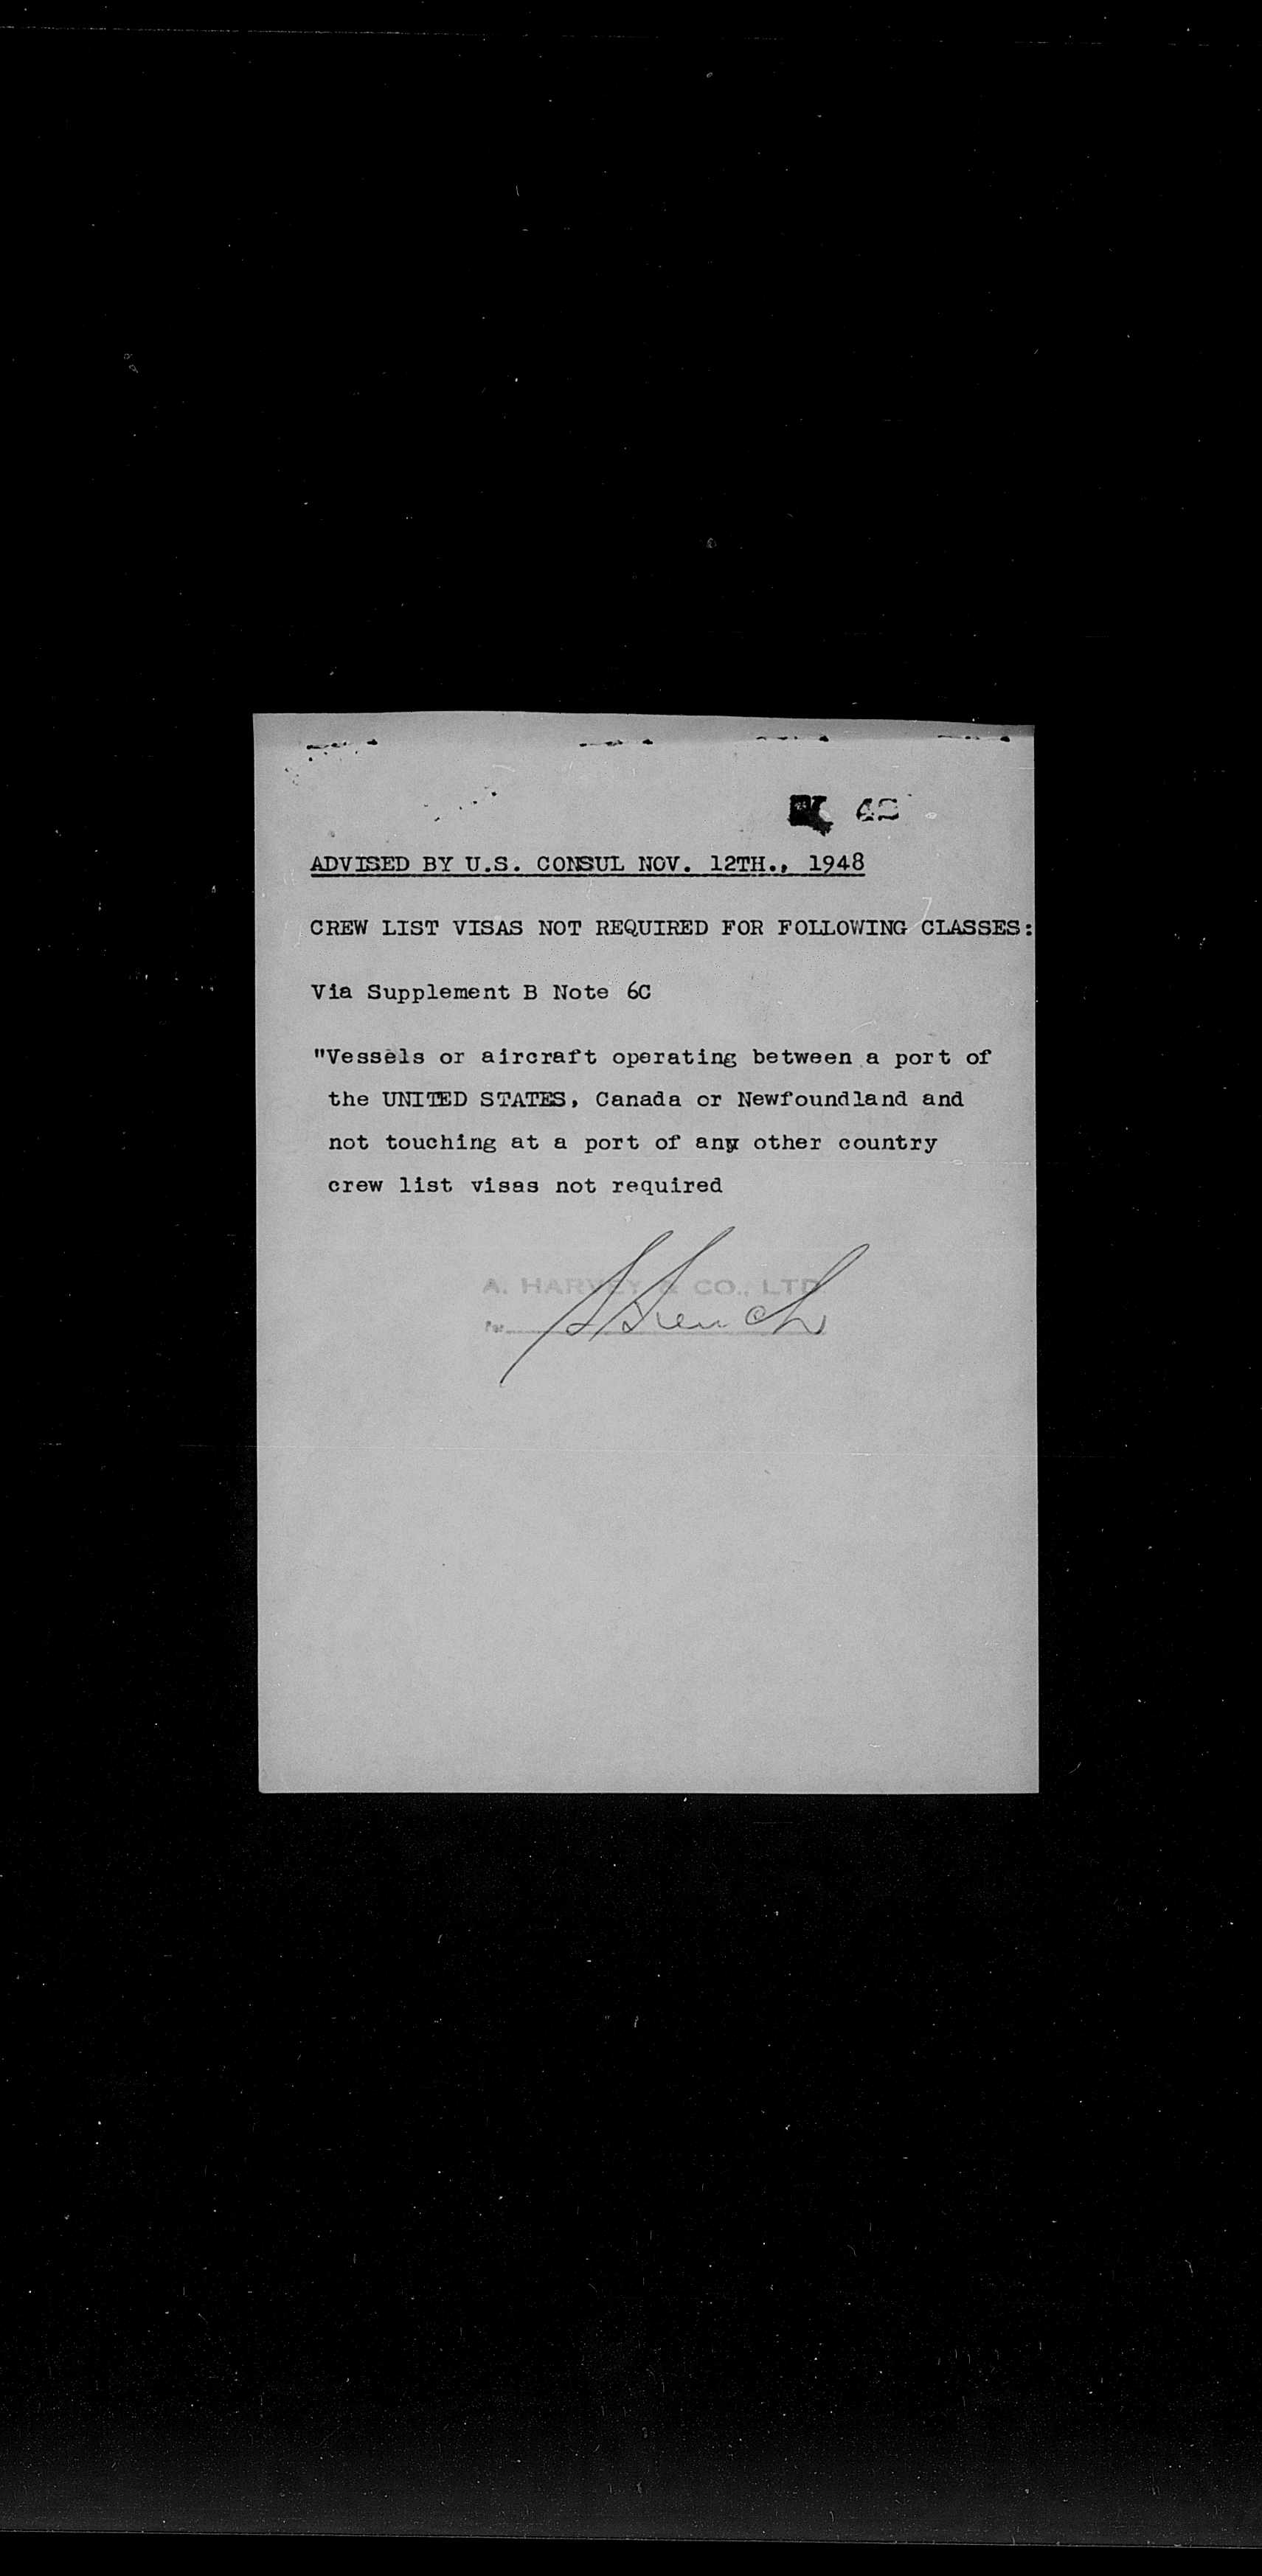 42
ADVISED BY U.S. CONSUL NOV. 12TH., 1948
CREW LIST VISAS NOT REQUIRED FOR FOLLOWING CLASSES:
Via Supplement B Note 6C
"Vessels or aircraft operating between a port of
the UNITED STATES, Canada or Newfoundland and
not touching at a port of any other country
crew list visas not required
A. HARVEY & CO., LTD
Per